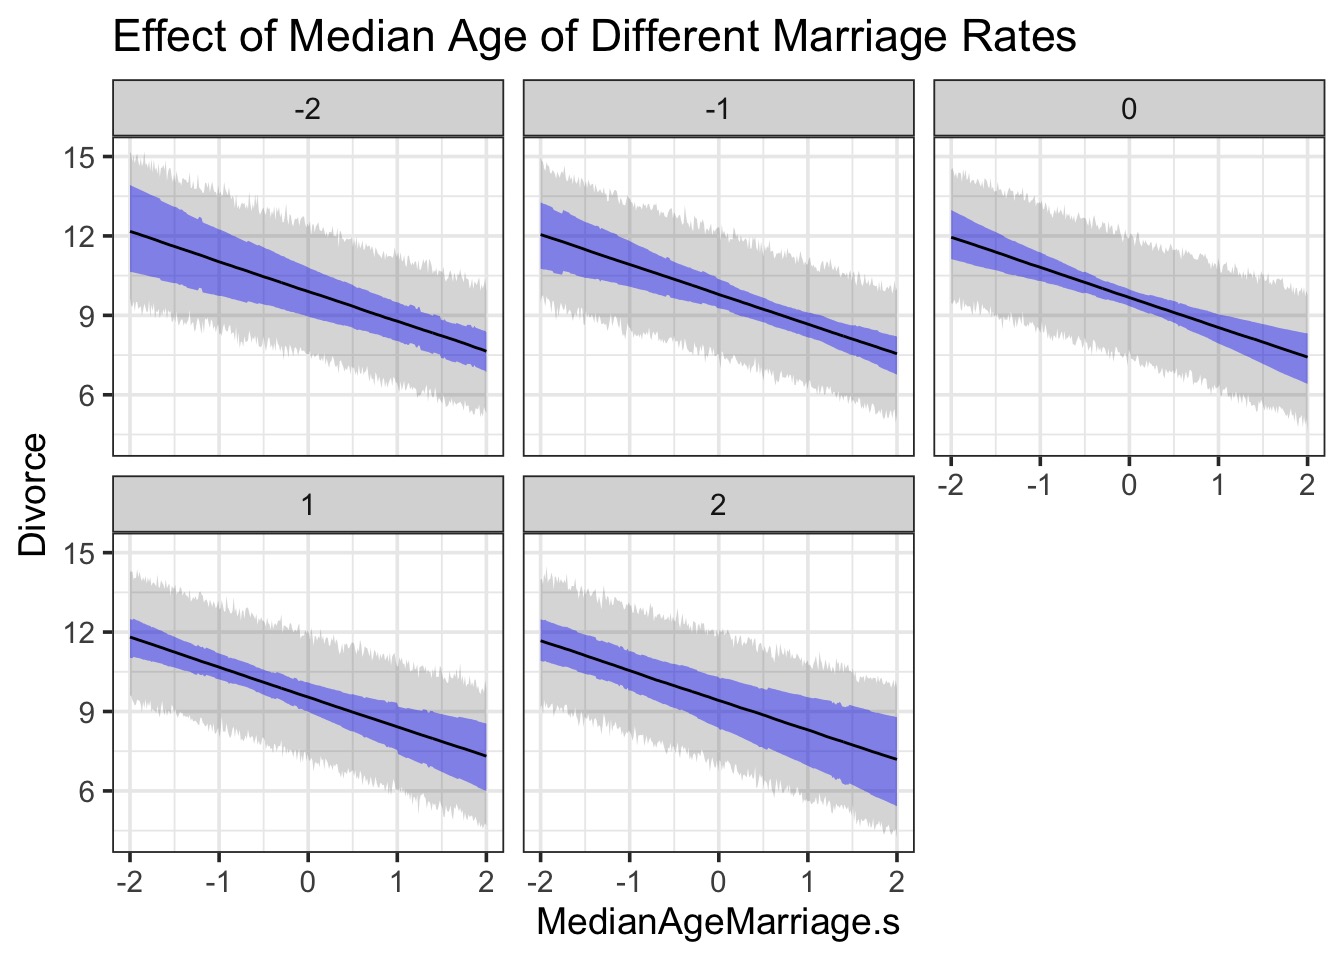 Effect of Median Age of Different Marriage Rates
-2
-1
0
15
12
9
6
-2 -1 0 1 2
1
2
15
12
9
6
-2 -1 0 1 2
-2 -1 0 1 2
Divorce
MedianAgeMarriage.s